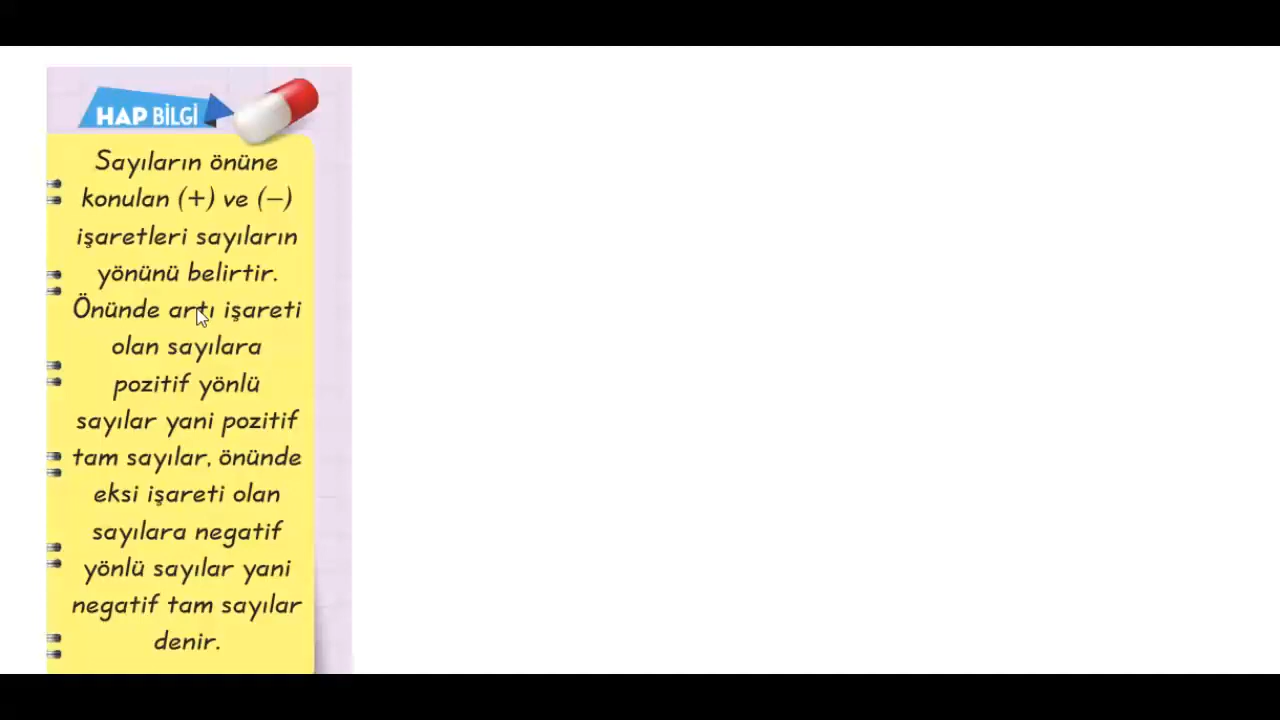 HAP BİLGİ
Sayıların önüne
konulan (+) ve (−)
işaretleri sayıların
yönünü belirtir.
Önünde artı işareti
olan sayılara
pozitif yönlü
sayılar yani pozitif
tam sayılar, önünde
eksi işareti olan
sayılara negatif
yönlü sayılar yani
negatif tam sayılar
denir.